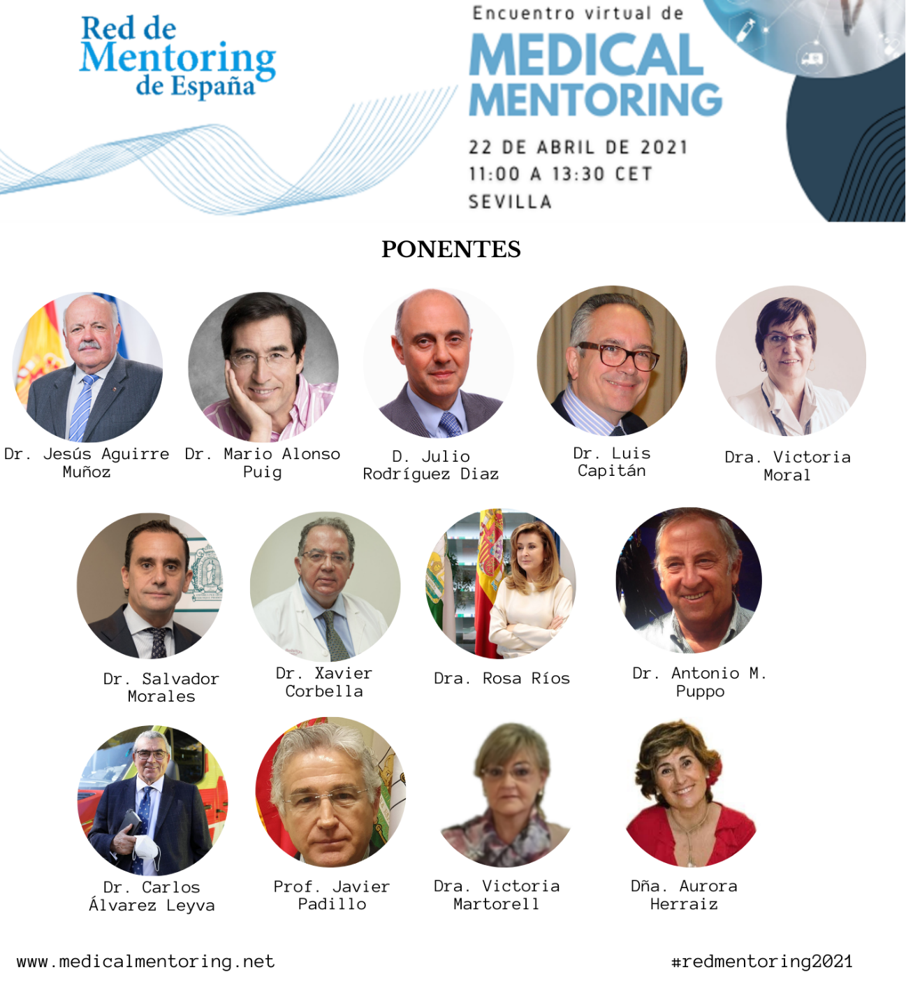 Red de
Mentoring
de España
Encuentro virtual de
MEDICAL
MENTORING
22 DE ABRIL DE 2021
11:00 A 13:30 CET
SEVILLA
PONENTES
Dr. Jesús Aguirre
Muñoz
Dr. Mario Alonso
Puig
D. Julio
Rodríguez Diaz
Dr. Luis
Capitán
Dra. Victoria
Moral
Dr. Salvador
Morales
Dr. Xavier
Corbella
Dra. Rosa Ríos
Dr. Antonio M.
Puppo
Dr. Carlos
Álvarez Leyva
Prof. Javier
Padillo
Dra. Victoria
Martorell
Dña. Aurora
Herraiz
www.medicalmentoring.net
#redmentoring2021